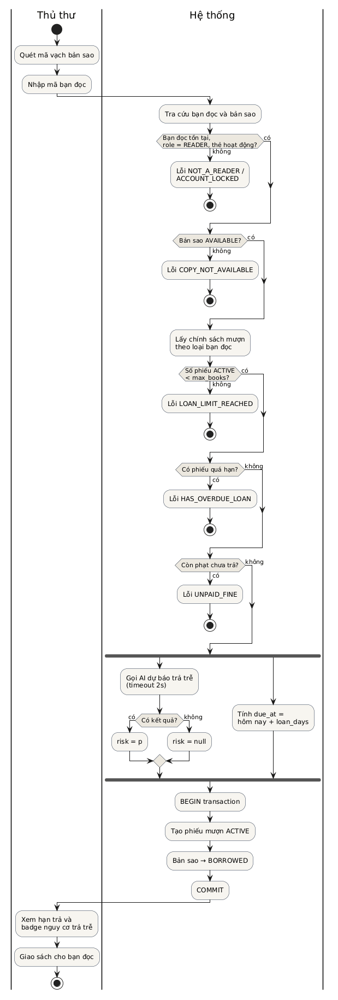 Thủ thư
Hệ thống
Quét mã vạch bản sao
Nhập mã bạn đọc
Tra cứu bạn đọc và bản sao
Bạn đọc tồn tại,
role = READER, thẻ hoạt động?
có
không
Lỗi NOT_A_READER /
ACCOUNT_LOCKED
Bản sao AVAILABLE?
có
không
Lỗi COPY_NOT_AVAILABLE
Lấy chính sách mượn
theo loại bạn đọc
Số phiếu ACTIVE
< max_books?
có
không
Lỗi LOAN_LIMIT_REACHED
Có phiếu quá hạn?
không
có
Lỗi HAS_OVERDUE_LOAN
Còn phạt chưa trả?
không
có
Lỗi UNPAID_FINE
Gọi AI dự báo trả trễ
(timeout 2s)
Có kết quả?
có
không
risk = p
risk = null
Tính due_at =
hôm nay + loan_days
BEGIN transaction
Tạo phiếu mượn ACTIVE
Bản sao → BORROWED
COMMIT
Xem hạn trả và
badge nguy cơ trả trễ
Giao sách cho bạn đọc